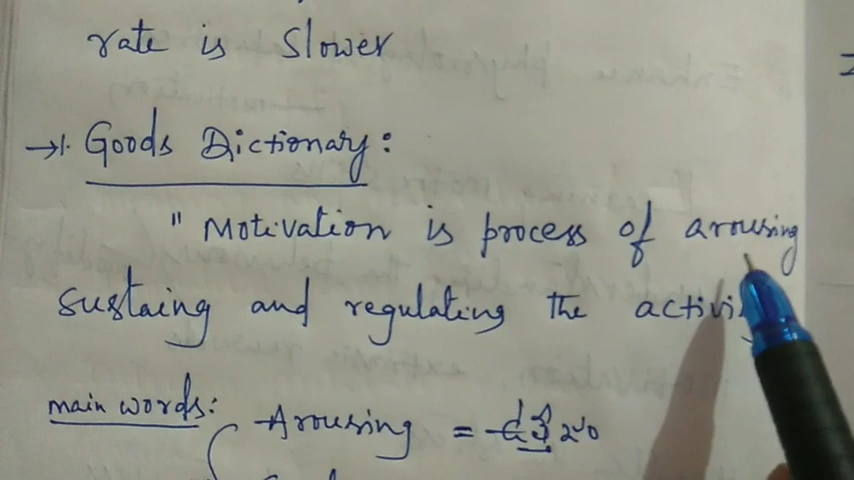 rate is slower
→1. Goods Dictionary:
" Motivation is process of arousing
sustaing and regulating the activi
main words: Arousing =